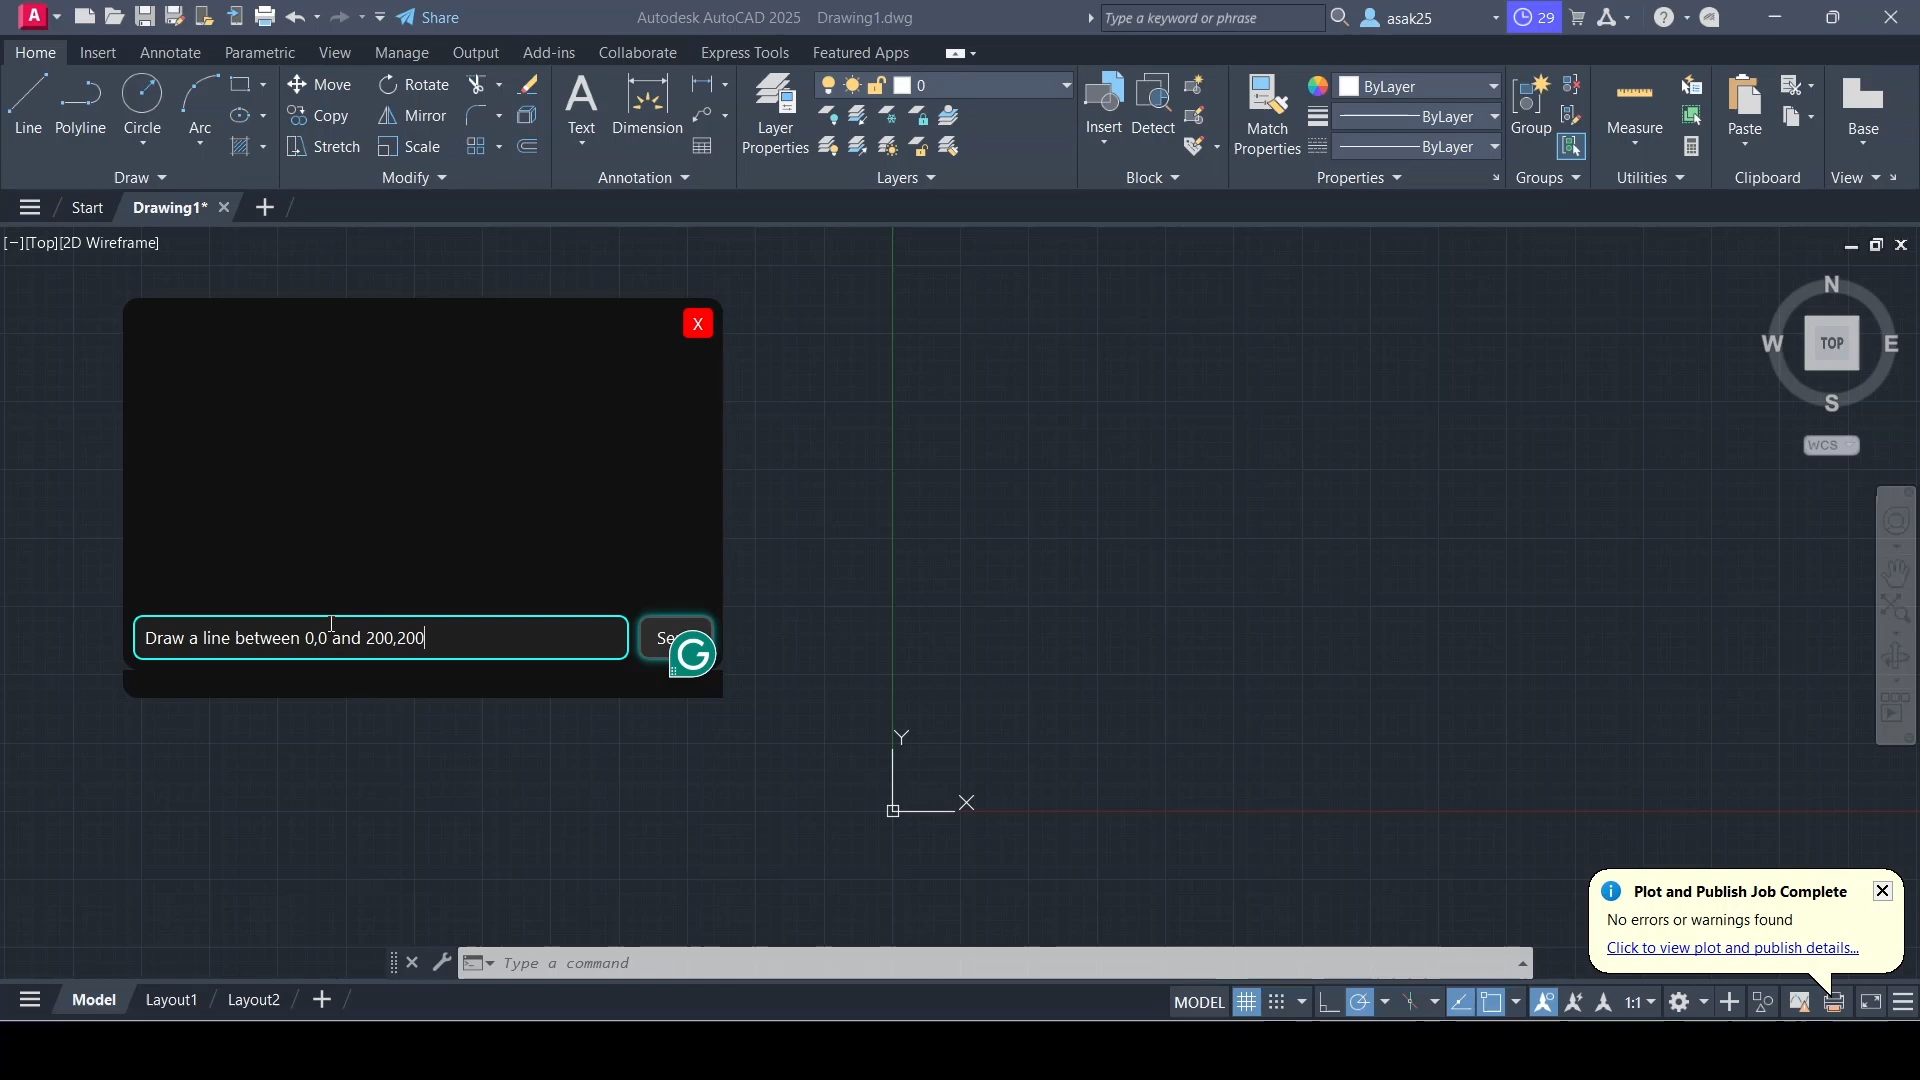 A
Share
Autodesk AutoCAD 2025 Drawing1.dwg
Type a keyword or phrase
asak25
29
Home Insert Annotate Parametric View Manage Output Add-ins Collaborate Express Tools Featured Apps
Line Polyline Circle Arc
Move Rotate
Copy Mirror
Stretch Scale
Text Dimension
Layer Properties
0
Insert Detect
Match Properties
ByLayer
ByLayer
ByLayer
Group Measure Paste Base
Draw Modify Annotation Layers Block Properties Groups Utilities Clipboard View
Start Drawing1*
[−][Top][2D Wireframe]
X
N
W TOP E
S
WCS
Draw a line between 0,0 and 200,200
G
Y
X
Plot and Publish Job Complete
No errors or warnings found
Click to view plot and publish details...
Type a command
Model Layout1 Layout2
MODEL 1:1